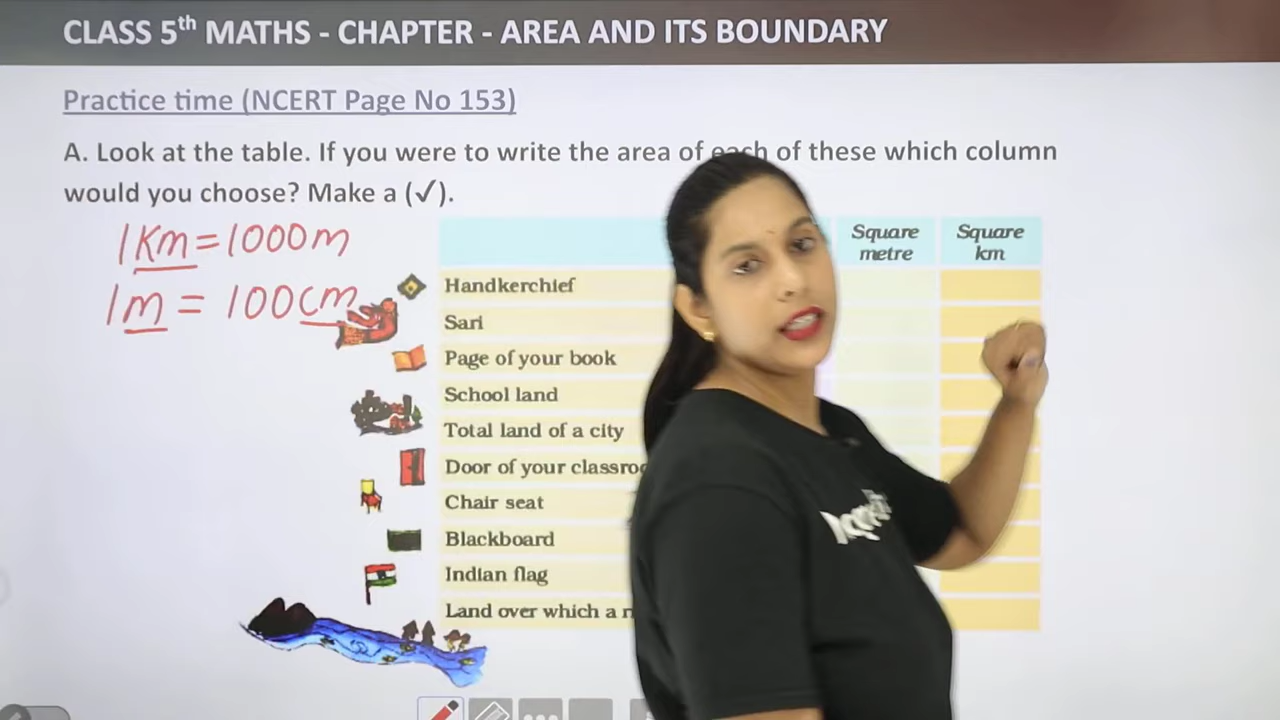 CLASS 5th MATHS - CHAPTER - AREA AND ITS BOUNDARY
Practice time (NCERT Page No 153)
A. Look at the table. If you were to write the area of each of these which column
would you choose? Make a (✓).
1Km=1000m
1m = 100cm
Square metre
Square km
Handkerchief
Sari
Page of your book
School land
Total land of a city
Door of your
Chair seat
Blackboard
Indian flag
Land over which a